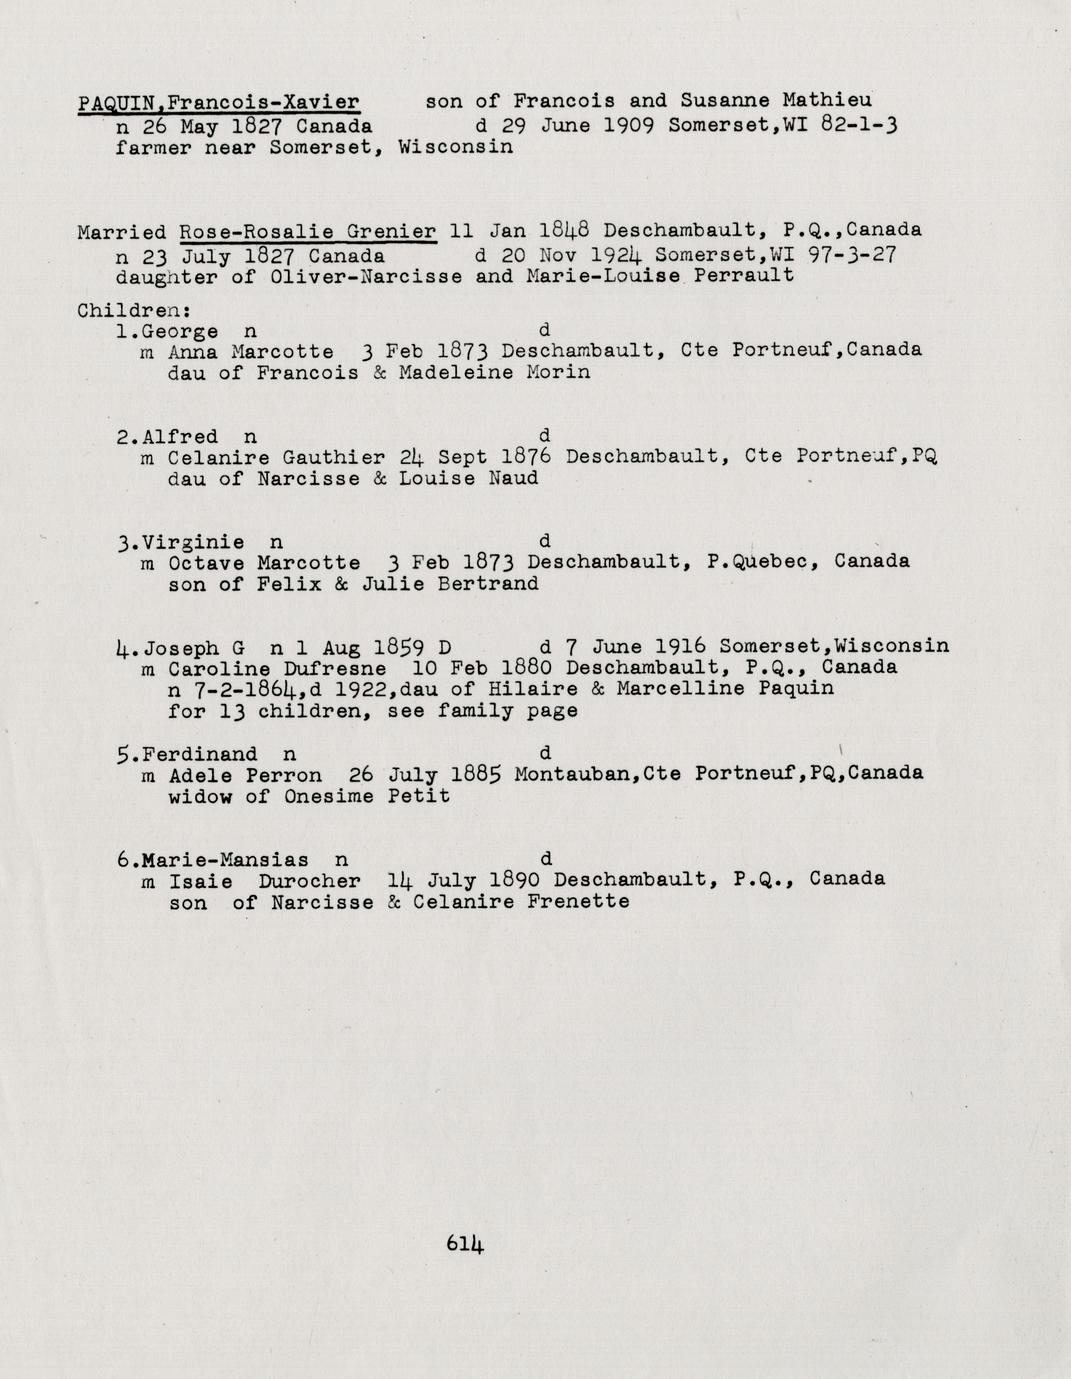 PAQUIN,Francois-Xavier son of Francois and Susanne Mathieu
n 26 May 1827 Canada d 29 June 1909 Somerset,WI 82-1-3
farmer near Somerset, Wisconsin
Married Rose-Rosalie Grenier 11 Jan 1848 Deschambault, P.Q.,Canada
n 23 July 1827 Canada d 20 Nov 1924 Somerset,WI 97-3-27
daughter of Oliver-Narcisse and Marie-Louise Perrault
Children:
1.George n d
m Anna Marcotte 3 Feb 1873 Deschambault, Cte Portneuf,Canada
dau of Francois & Madeleine Morin
2.Alfred n d
m Celanire Gauthier 24 Sept 1876 Deschambault, Cte Portneuf,PQ
dau of Narcisse & Louise Naud
3.Virginie n d
m Octave Marcotte 3 Feb 1873 Deschambault, P.Quebec, Canada
son of Felix & Julie Bertrand
4.Joseph G n 1 Aug 1859 D d 7 June 1916 Somerset,Wisconsin
m Caroline Dufresne 10 Feb 1880 Deschambault, P.Q., Canada
n 7-2-1864,d 1922,dau of Hilaire & Marcelline Paquin
for 13 children, see family page
5.Ferdinand n d
m Adele Perron 26 July 1885 Montauban,Cte Portneuf,PQ,Canada
widow of Onesime Petit
6.Marie-Mansias n d
m Isaie Durocher 14 July 1890 Deschambault, P.Q., Canada
son of Narcisse & Celanire Frenette
614